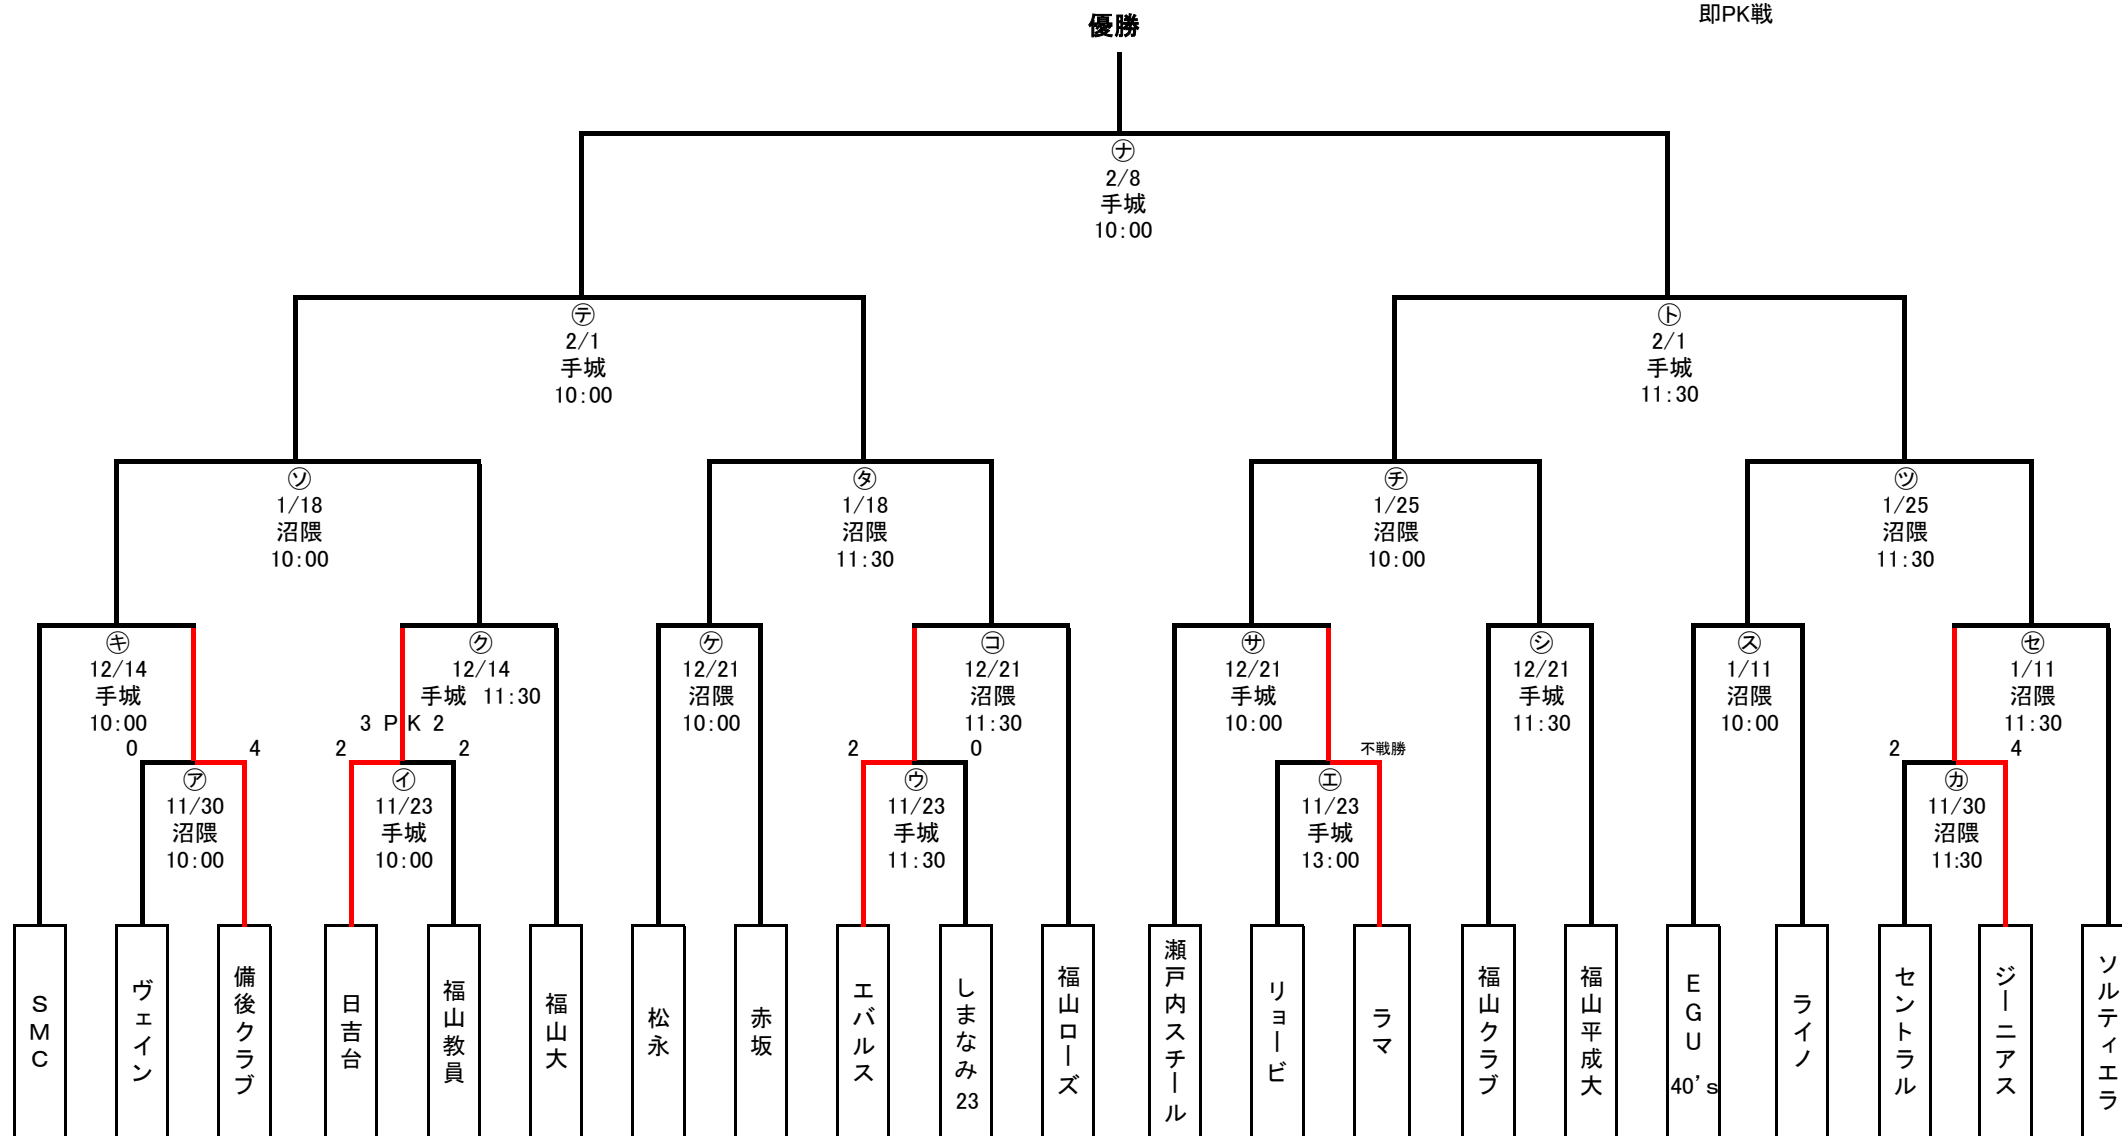 即PK戦
優勝
㋤
2/8
手城
10:00
㋢
2/1
手城
10:00
㋣
2/1
手城
11:30
㋞
1/18
沼隈
10:00
㋟
1/18
沼隈
11:30
㋠
1/25
沼隈
10:00
㋡
1/25
沼隈
11:30
㋖
12/14
手城
10:00
㋗
12/14
手城 11:30
㋘
12/21
沼隈
10:00
㋙
12/21
沼隈
11:30
㋚
12/21
手城
10:00
㋛
12/21
手城
11:30
㋜
1/11
沼隈
10:00
㋝
1/11
沼隈
11:30
0 4
㋐
11/30
沼隈
10:00
3 PK 2
2 2
㋑
11/23
手城
10:00
2 0
㋒
11/23
手城
11:30
不戦勝
㋓
11/23
手城
13:00
2 4
㋕
11/30
沼隈
11:30
SMC
ヴェイン
備後クラブ
日吉台
福山教員
福山大
松永
赤坂
エバルス
しまなみ23
福山ローズ
瀬戸内スチール
リョービ
ラマ
福山クラブ
福山平成大
EGU 40's
ライノ
セントラル
ジーニアス
ソルティエラ